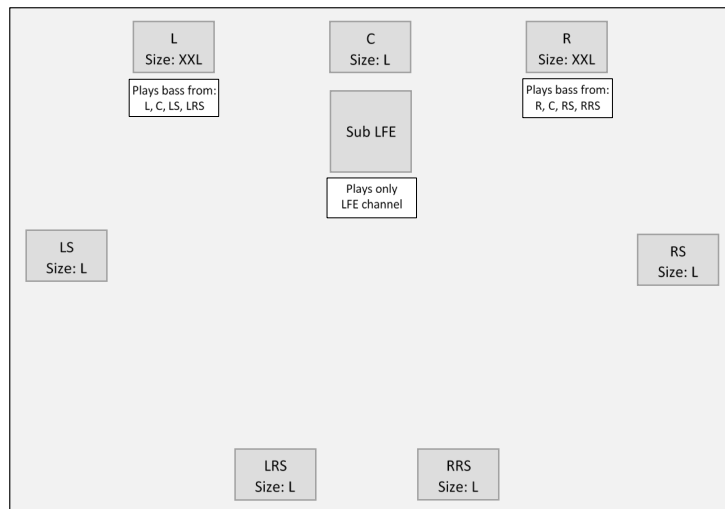 L
Size: XXL
C
Size: L
R
Size: XXL
Plays bass from:
L, C, LS, LRS
Plays bass from:
R, C, RS, RRS
Sub LFE
Plays only
LFE channel
LS
Size: L
RS
Size: L
LRS
Size: L
RRS
Size: L